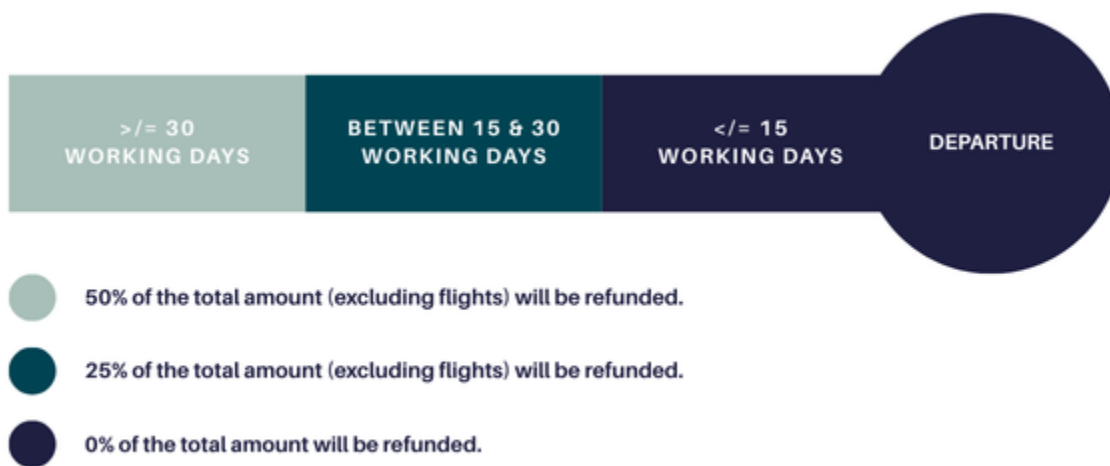 >/= 30
WORKING DAYS
BETWEEN 15 & 30
WORKING DAYS
</= 15
WORKING DAYS
DEPARTURE
50% of the total amount (excluding flights) will be refunded.
25% of the total amount (excluding flights) will be refunded.
0% of the total amount will be refunded.